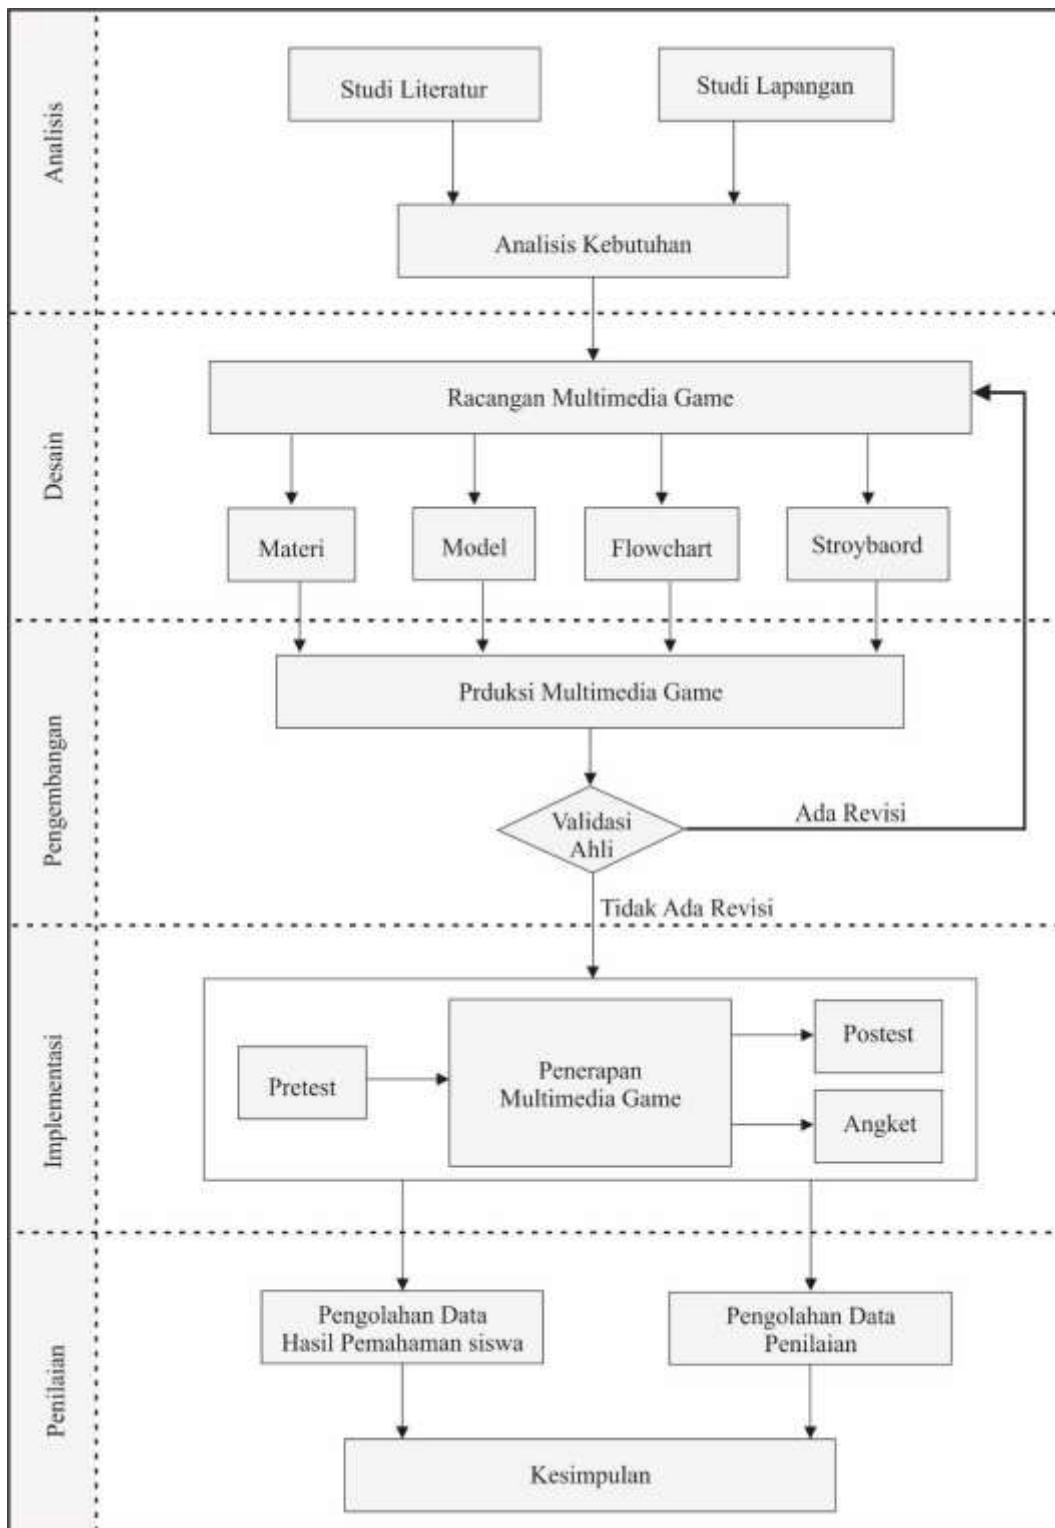 Analisis
Studi Literatur
Studi Lapangan
Analisis Kebutuhan
Desain
Racangan Multimedia Game
Materi
Model
Flowchart
Stroybaord
Pengembangan
Prduksi Multimedia Game
Validasi
Ahli
Ada Revisi
Tidak Ada Revisi
Implementasi
Pretest
Penerapan
Multimedia Game
Postest
Angket
Penilaian
Pengolahan Data
Hasil Pemahaman siswa
Pengolahan Data
Penilaian
Kesimpulan